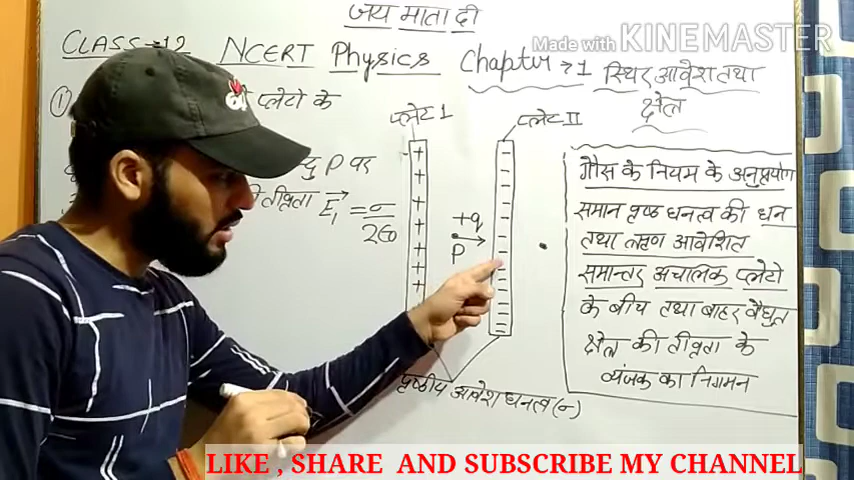 जय माता दी
Made with KINEMASTER
CLASS → 12 NCERT Physics Chapter → 1 स्थिर आवेश तथा
क्षेत्र
① प्लेटो के
P पर
तीव्रता E₁ = σ/2ε0
प्लेट I
प्लेट II
+ + + + + + +
+q
P
गौस के नियम के अनुप्रयोग
समान पृष्ठ घनत्व की धन
तथा ऋण आवेशित
समान्तर अचालिक प्लेटो
के बीच तथा बाहर वैधुत
क्षेत्र की तीव्रता के
व्यंजक का निगमन
पृष्ठीय आवेश घनत्व (σ)
LIKE , SHARE AND SUBSCRIBE MY CHANNEL